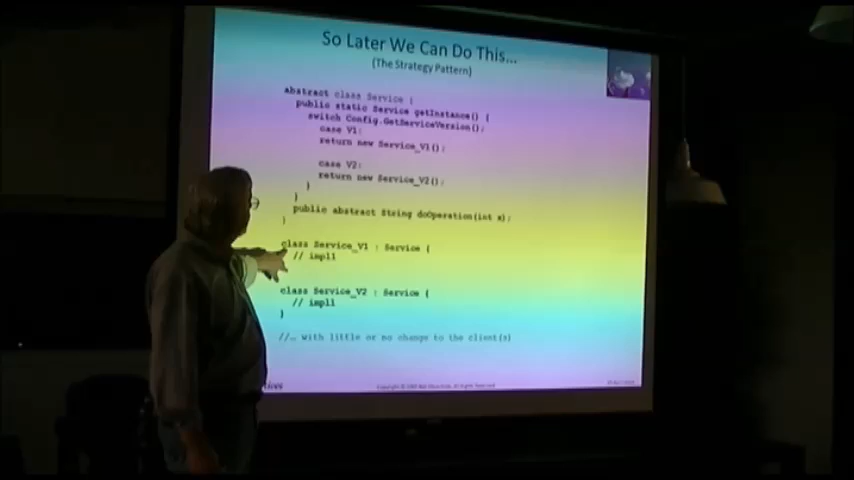 So Later We Can Do This...
(The Strategy Pattern)
abstract class Service {
public static Service getInstance() {
switch Config.GetServiceVersion();
case V1:
return new Service_V1();
case V2:
return new Service_V2();
}
}
public abstract String doOperation(int x);
}
class Service_V1 : Service {
// impl1
class Service_V2 : Service {
// impl1
}
//… with little or no change to the client(s)